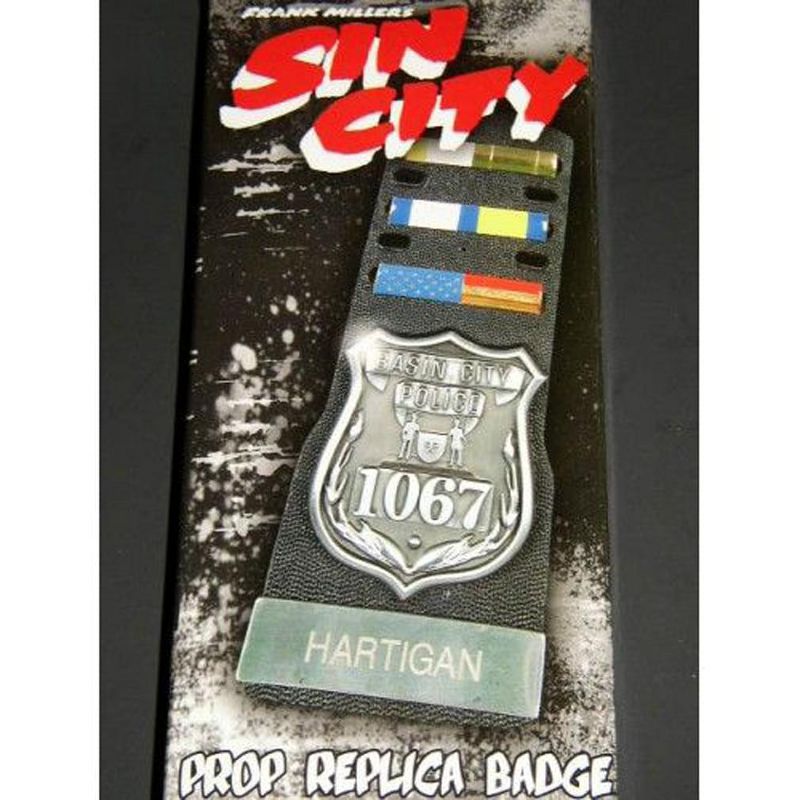 FRANK MILLER'S
SIN
CITY
BASIN CITY
POLICE
1067
HARTIGAN
PROP REPLICA BADGE